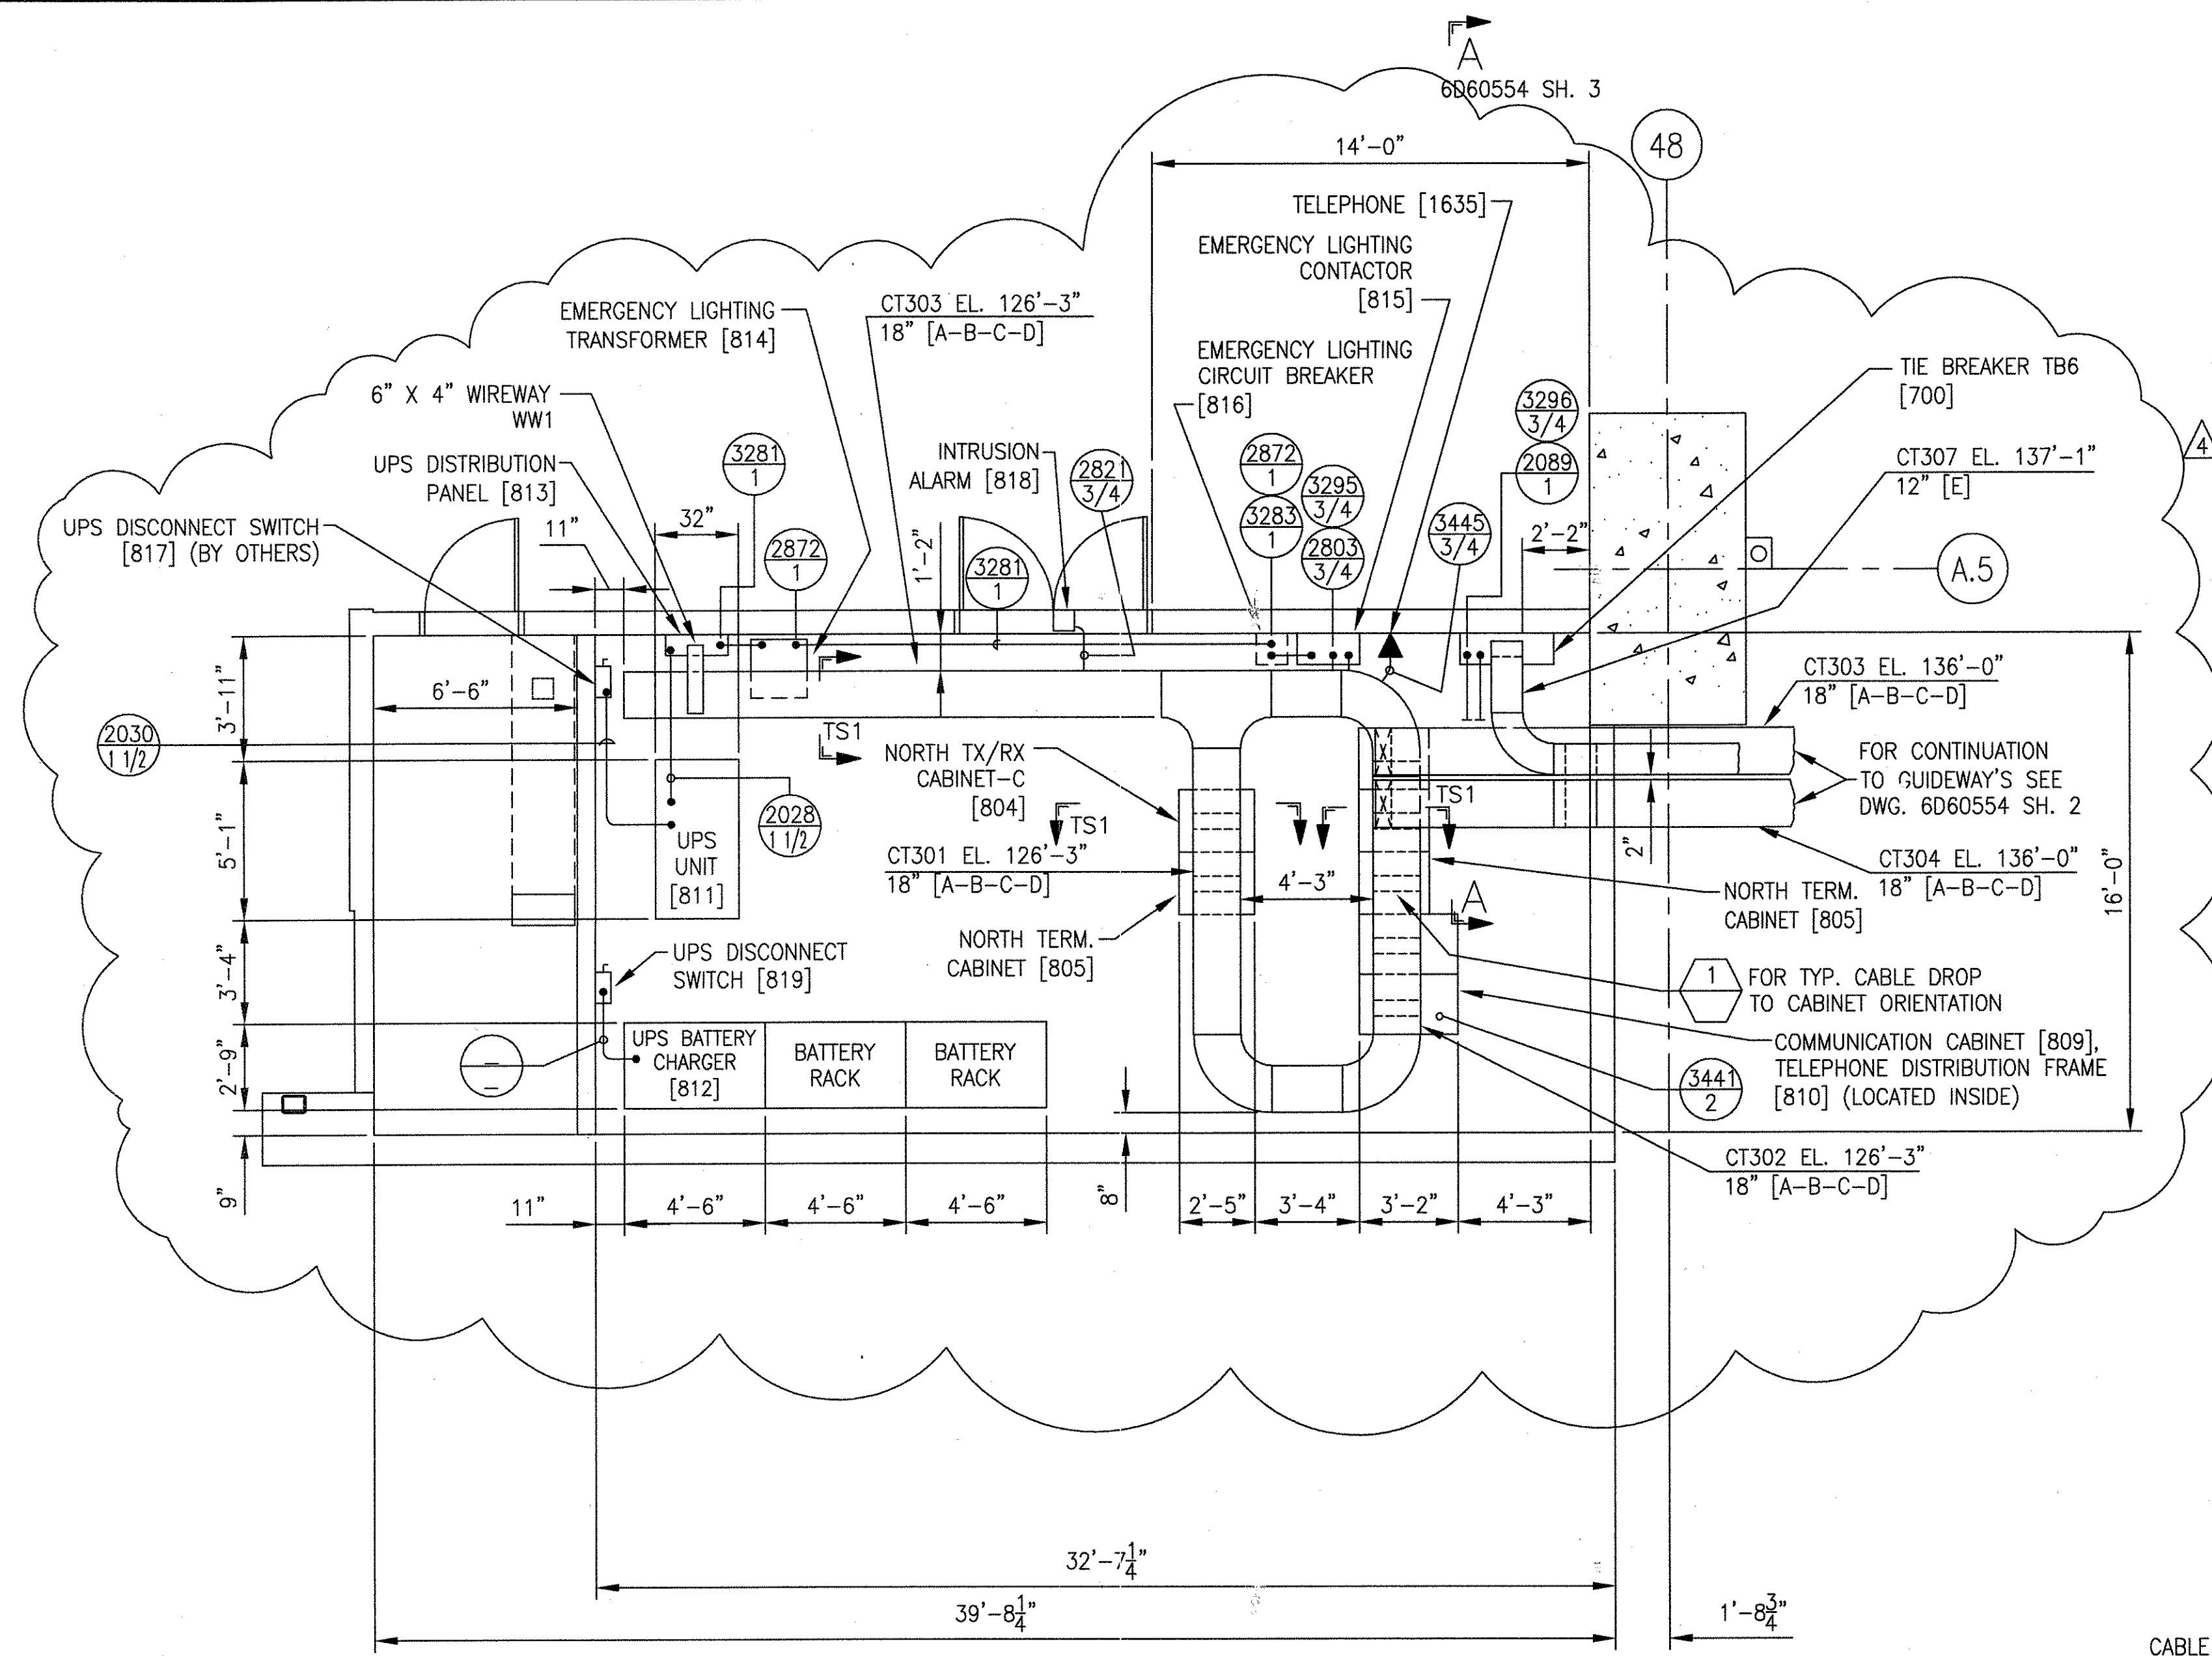 A
6D60554 SH. 3
48
14'-0"
TELEPHONE [1635]
EMERGENCY LIGHTING
CONTACTOR
[815]
EMERGENCY LIGHTING
TRANSFORMER [814]
CT303 EL. 126'-3"
18" [A-B-C-D]
EMERGENCY LIGHTING
CIRCUIT BREAKER
[816]
TIE BREAKER TB6
[700]
6" X 4" WIREWAY
WW1
3296
3/4
2089
1
4
UPS DISTRIBUTION
PANEL [813]
3281
1
INTRUSION
ALARM [818]
2821
3/4
2872
1
3283
1
3295
3/4
2803
3/4
3445
3/4
CT307 EL. 137'-1"
12" [E]
UPS DISCONNECT SWITCH
[817] (BY OTHERS)
11"
32"
2872
1
1'-2"
3281
1
2'-2"
A.5
3'-11"
6'-6"
CT303 EL. 136'-0"
18" [A-B-C-D]
2030
1 1/2
TS1
NORTH TX/RX
CABINET-C
[804]
FOR CONTINUATION
TO GUIDEWAY'S SEE
DWG. 6D60554 SH. 2
TS1
TS1
5'-1"
2028
1 1/2
UPS
UNIT
[811]
CT301 EL. 126'-3"
18" [A-B-C-D]
4'-3"
2"
CT304 EL. 136'-0"
18" [A-B-C-D]
16'-0"
NORTH TERM.
CABINET [805]
A
NORTH TERM.
CABINET [805]
3'-4"
UPS DISCONNECT
SWITCH [819]
1
FOR TYP. CABLE DROP
TO CABINET ORIENTATION
2'-9"
UPS BATTERY
CHARGER
[812]
BATTERY
RACK
BATTERY
RACK
COMMUNICATION CABINET [809],
TELEPHONE DISTRIBUTION FRAME
[810] (LOCATED INSIDE)
3441
2
CT302 EL. 126'-3"
18" [A-B-C-D]
9"
11"
4'-6"
4'-6"
4'-6"
8"
2'-5"
3'-4"
3'-2"
4'-3"
32'-7 1/4"
39'-8 1/4"
1'-8 3/4"
CABLE